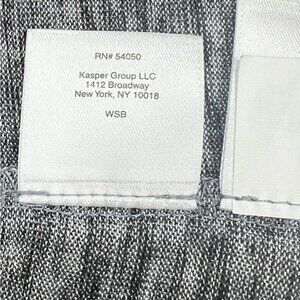 RN# 54050
Kasper Group LLC
1412 Broadway
New York, NY 10018
WSB